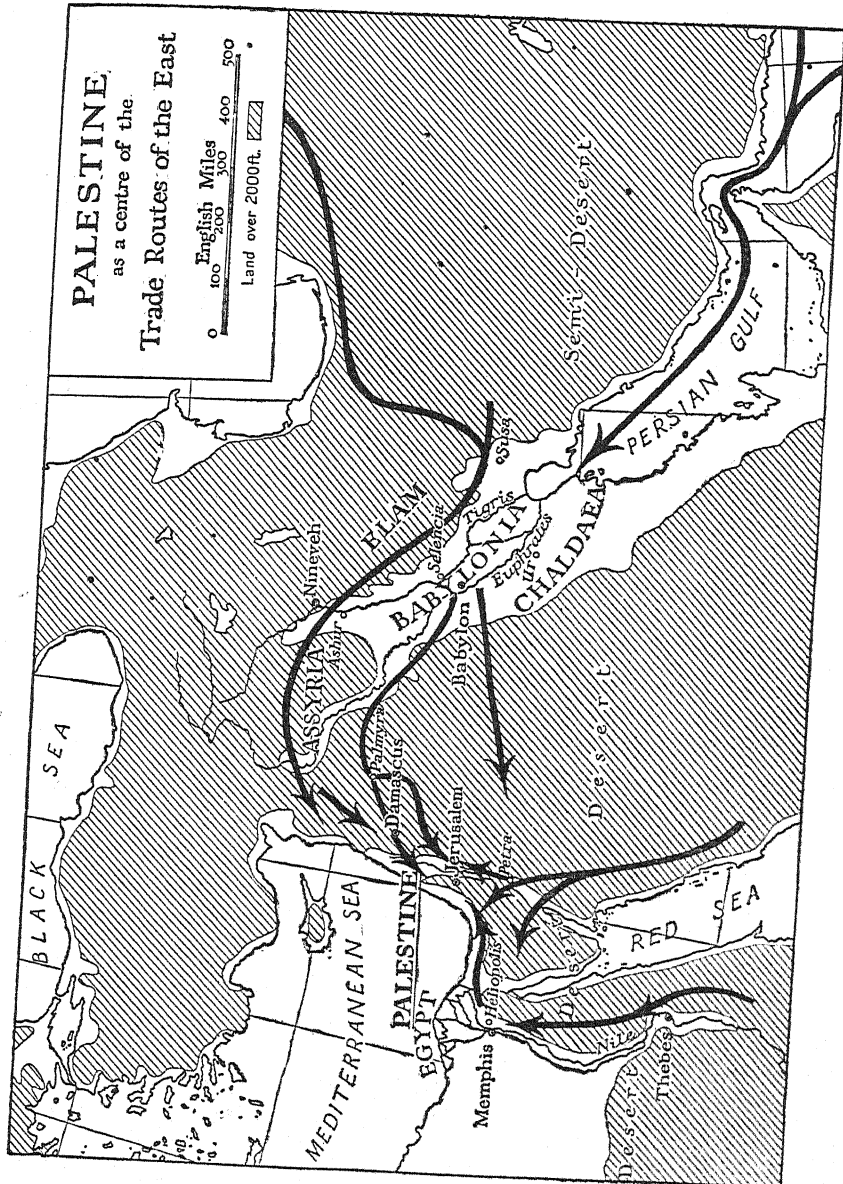 PALESTINE
as a centre of the
Trade Routes of the East
English Miles
0 100 200 300 400 500
Land over 2000ft.
BLACK SEA
MEDITERRANEAN SEA
PALESTINE
EGYPT
Memphis
Heliopolis
Nile
Thebes
Desert
Desert
RED SEA
Petra
Jerusalem
Damascus
Palmyra
ASSYRIA
Ashur
Nineveh
ELAM
Selencia
Tigris
BABYLONIA
Babylon
Euphrates
Ur
CHALDAEA
Susa
Desert
Semi-Desert
PERSIAN GULF